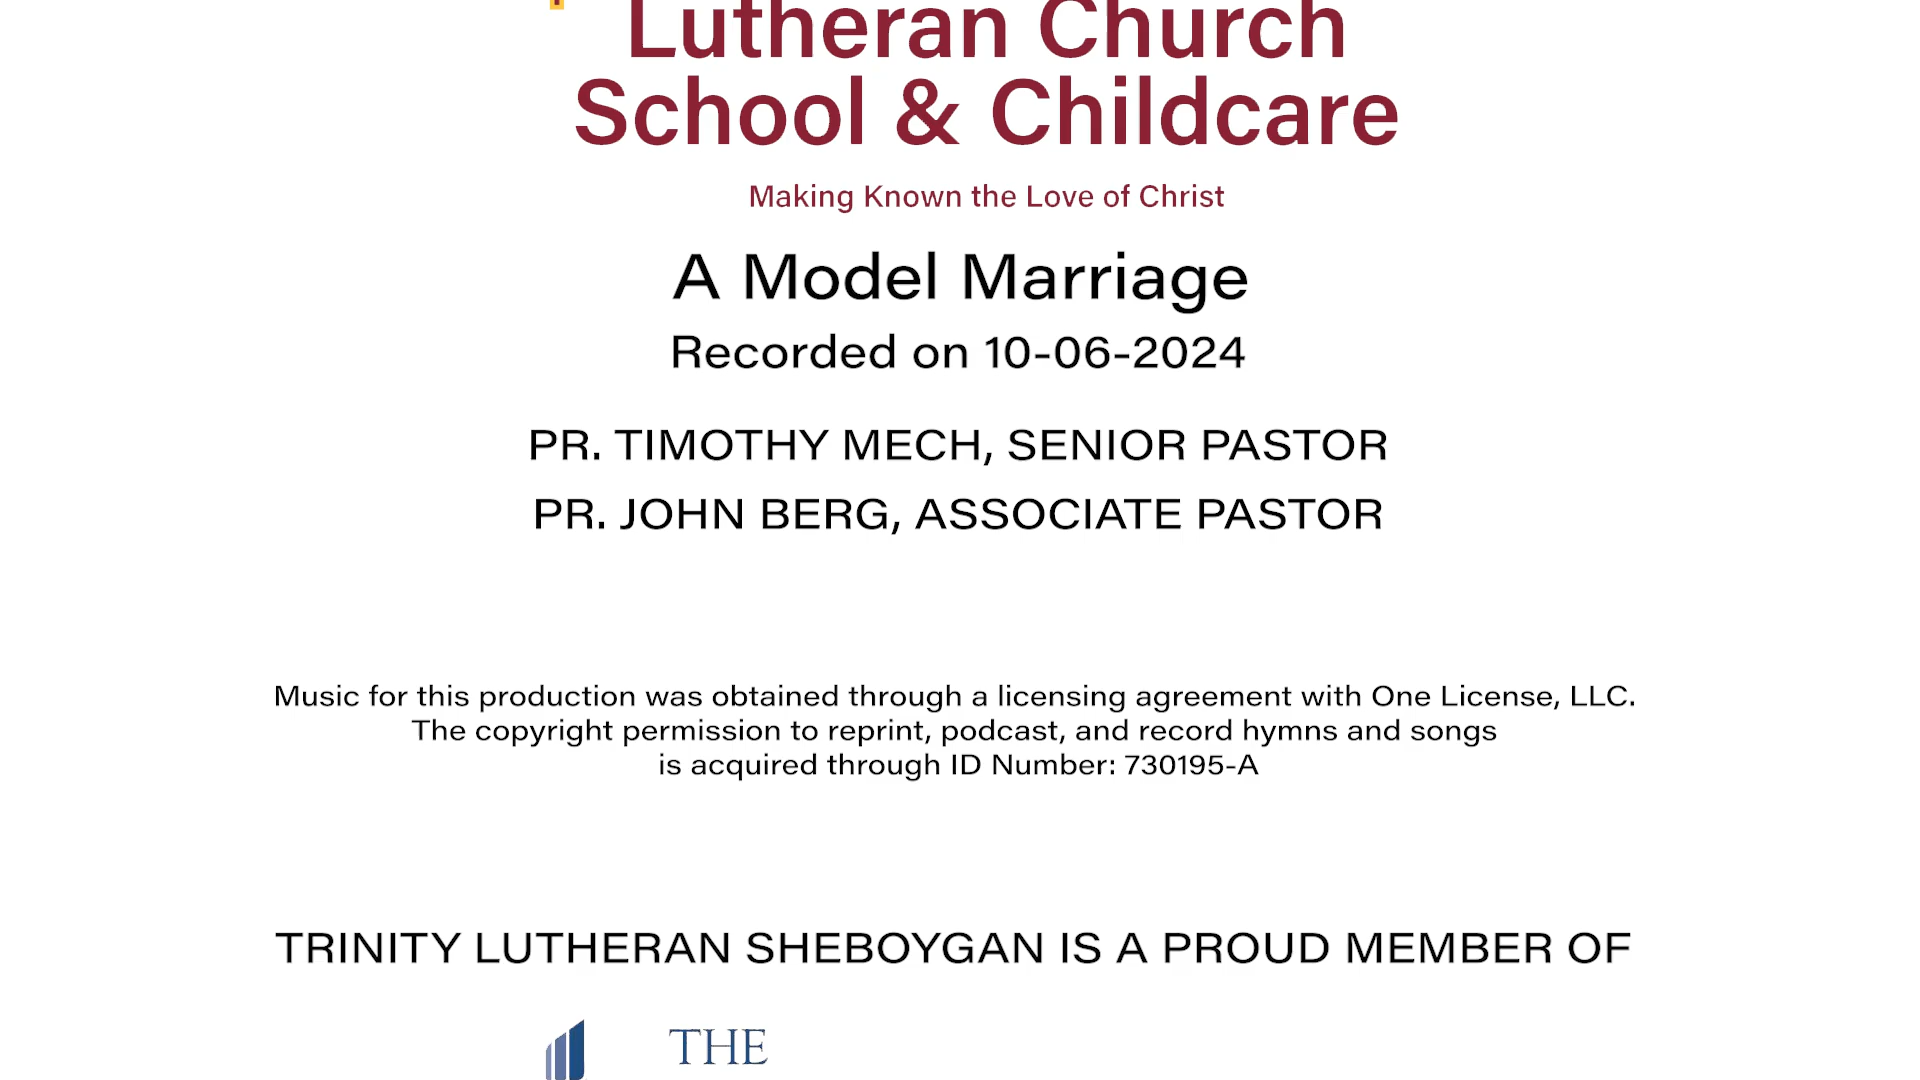 Lutheran Church
School & Childcare
Making Known the Love of Christ
A Model Marriage
Recorded on 10-06-2024
PR. TIMOTHY MECH, SENIOR PASTOR
PR. JOHN BERG, ASSOCIATE PASTOR
Music for this production was obtained through a licensing agreement with One License, LLC.
The copyright permission to reprint, podcast, and record hymns and songs
is acquired through ID Number: 730195-A
TRINITY LUTHERAN SHEBOYGAN IS A PROUD MEMBER OF
THE